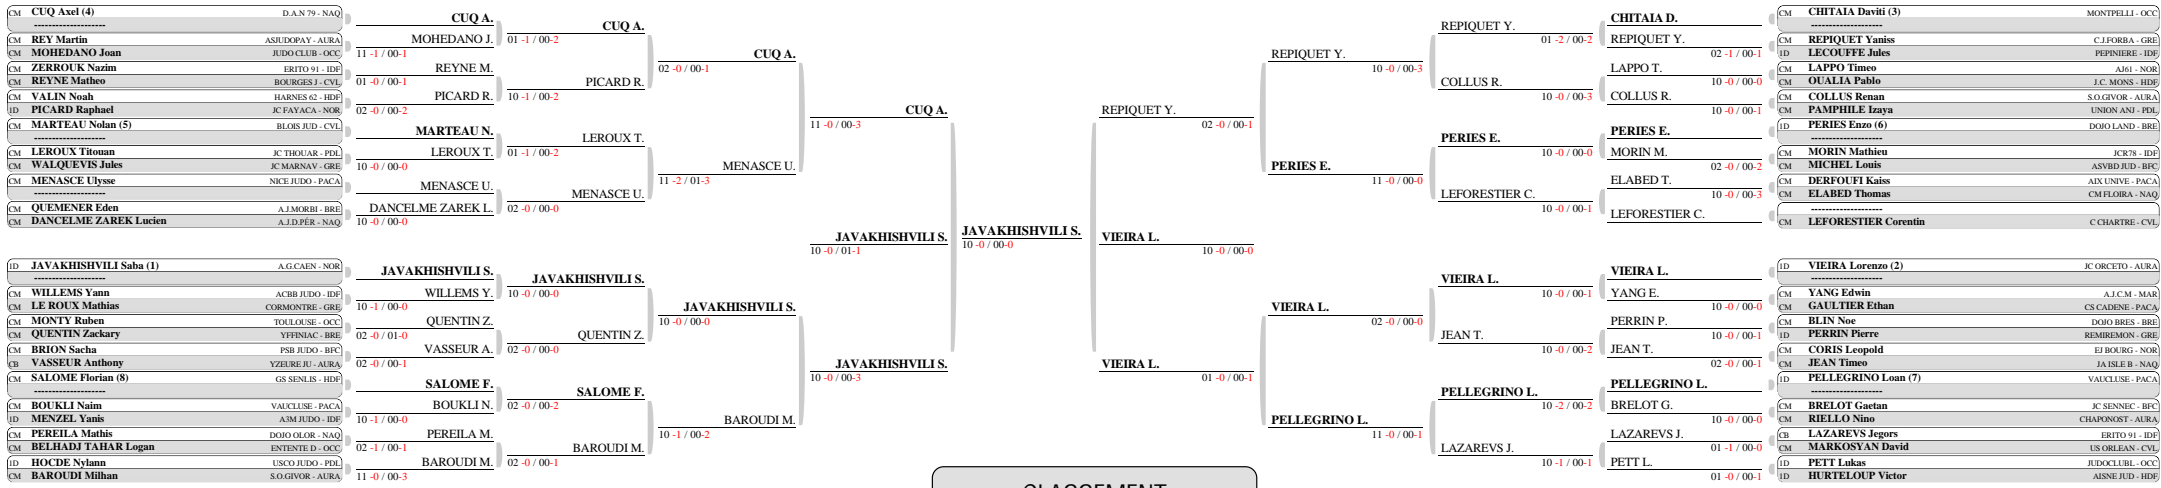 CM CUQ Axel (4) D.A.N 79 - NAQ
--------------------
CM REY Martin ASJUDOPAY - AURA
CM MOHEDANO Joan JUDO CLUB - OCC
CM ZERROUK Nazim ERITO 91 - IDF
CM REYNE Matheo BOURGES J - CVL
CM VALIN Noah HARNES 62 - HDF
1D PICARD Raphael JC FAYACA - NOR
CM MARTEAU Nolan (5) BLOIS JUD - CVL
--------------------
CM LEROUX Titouan JC THOUAR - PDL
CM WALQUEVIS Jules JC MARNAV - GRE
CM MENASCE Ulysse NICE JUDO - PACA
--------------------
CM QUEMENER Eden A.J.MORBI - BRE
CM DANCELME ZAREK Lucien A.J.D.PÉR - NAQ
1D JAVAKHISHVILI Saba (1) A.G.CAEN - NOR
--------------------
CM WILLEMS Yann ACBB JUDO - IDF
CM LE ROUX Mathias CORMONTRE - GRE
CM MONTY Ruben TOULOUSE - OCC
CM QUENTIN Zackary YFFINIAC - BRE
CM BRION Sacha PSB JUDO - BFC
CB VASSEUR Anthony YZEURE JU - AURA
CM SALOME Florian (8) GS SENLIS - HDF
--------------------
CM BOUKLI Naim VAUCLUSE - PACA
1D MENZEL Yanis A3M JUDO - IDF
CM PEREILA Mathis DOJO OLOR - NAQ
CM BELHADJ TAHAR Logan ENTENTE D - OCC
1D HOCDE Nylann USCO JUDO - PDL
CM BAROUDI Milhan S.O.GIVOR - AURA
CUQ A.
MOHEDANO J.
11 -1 / 00-1
REYNE M.
01 -0 / 00-1
PICARD R.
02 -0 / 00-2
MARTEAU N.
LEROUX T.
10 -0 / 00-0
MENASCE U.
DANCELME ZAREK L.
10 -0 / 00-0
JAVAKHISHVILI S.
WILLEMS Y.
10 -1 / 00-0
QUENTIN Z.
02 -0 / 01-0
VASSEUR A.
02 -0 / 00-1
SALOME F.
BOUKLI N.
10 -1 / 00-0
PEREILA M.
02 -1 / 00-1
BAROUDI M.
11 -0 / 00-3
CUQ A.
01 -1 / 00-2
PICARD R.
10 -1 / 00-2
LEROUX T.
01 -1 / 00-2
MENASCE U.
02 -0 / 00-0
JAVAKHISHVILI S.
10 -0 / 00-0
QUENTIN Z.
02 -0 / 00-0
SALOME F.
02 -0 / 00-2
BAROUDI M.
02 -0 / 00-1
CUQ A.
02 -0 / 00-1
MENASCE U.
11 -2 / 01-3
JAVAKHISHVILI S.
10 -0 / 00-0
BAROUDI M.
10 -1 / 00-2
CUQ A.
11 -0 / 00-3
JAVAKHISHVILI S.
10 -0 / 01-1
JAVAKHISHVILI S.
10 -0 / 00-3
JAVAKHISHVILI S.
10 -0 / 00-0
REPIQUET Y.
02 -0 / 00-1
VIEIRA L.
10 -0 / 00-0
VIEIRA L.
01 -0 / 00-1
REPIQUET Y.
10 -0 / 00-3
PERIES E.
11 -0 / 00-0
VIEIRA L.
02 -0 / 00-0
PELLEGRINO L.
11 -0 / 00-1
REPIQUET Y.
01 -2 / 00-2
COLLUS R.
10 -0 / 00-3
PERIES E.
10 -0 / 00-0
LEFORESTIER C.
10 -0 / 00-1
VIEIRA L.
10 -0 / 00-1
JEAN T.
10 -0 / 00-2
PELLEGRINO L.
10 -2 / 00-2
LAZAREVS J.
10 -1 / 00-1
CHITAIA D.
REPIQUET Y.
02 -1 / 00-1
LAPPO T.
10 -0 / 00-0
COLLUS R.
10 -0 / 00-1
PERIES E.
MORIN M.
02 -0 / 00-2
ELABED T.
10 -0 / 00-3
LEFORESTIER C.
VIEIRA L.
YANG E.
10 -0 / 00-0
PERRIN P.
10 -0 / 00-1
JEAN T.
02 -0 / 00-1
PELLEGRINO L.
BRELOT G.
10 -0 / 00-0
LAZAREVS J.
01 -1 / 00-0
PETT L.
01 -0 / 00-1
CM CHITAIA Daviti (3) MONTPELLI - OCC
--------------------
CM REPIQUET Yaniss C.J.FORBA - GRE
1D LECOUFFE Jules PEPINIERE - IDF
CM LAPPO Timeo AJ61 - NOR
CM OUALIA Pablo J.C. MONS - HDF
CM COLLUS Renan S.O.GIVOR - AURA
CM PAMPHILE Izaya UNION ANJ - PDL
1D PERIES Enzo (6) DOJO LAND - BRE
--------------------
CM MORIN Mathieu JCR78 - IDF
CM MICHEL Louis ASVBD JUD - BFC
CM DERFOUFI Kaiss AIX UNIVE - PACA
CM ELABED Thomas CM FLOIRA - NAQ
--------------------
CM LEFORESTIER Corentin C CHARTRE - CVL
1D VIEIRA Lorenzo (2) JC ORCETO - AURA
--------------------
CM YANG Edwin A.J.C.M - MAR
CM GAULTIER Ethan CS CADENE - PACA
CM BLIN Noe DOJO BRES - BRE
1D PERRIN Pierre REMIREMON - GRE
CM CORIS Leopold EJ BOURG - NOR
CM JEAN Timeo JA ISLE B - NAQ
1D PELLEGRINO Loan (7) VAUCLUSE - PACA
--------------------
CM BRELOT Gaetan JC SENNEC - BFC
CM RIELLO Nino CHAPONOST - AURA
CB LAZAREVS Jegors ERITO 91 - IDF
CM MARKOSYAN David US ORLEAN - CVL
1D PETT Lukas JUDOCLUBL - OCC
1D HURTELOUP Victor AISNE JUD - HDF
CLASSEMENT